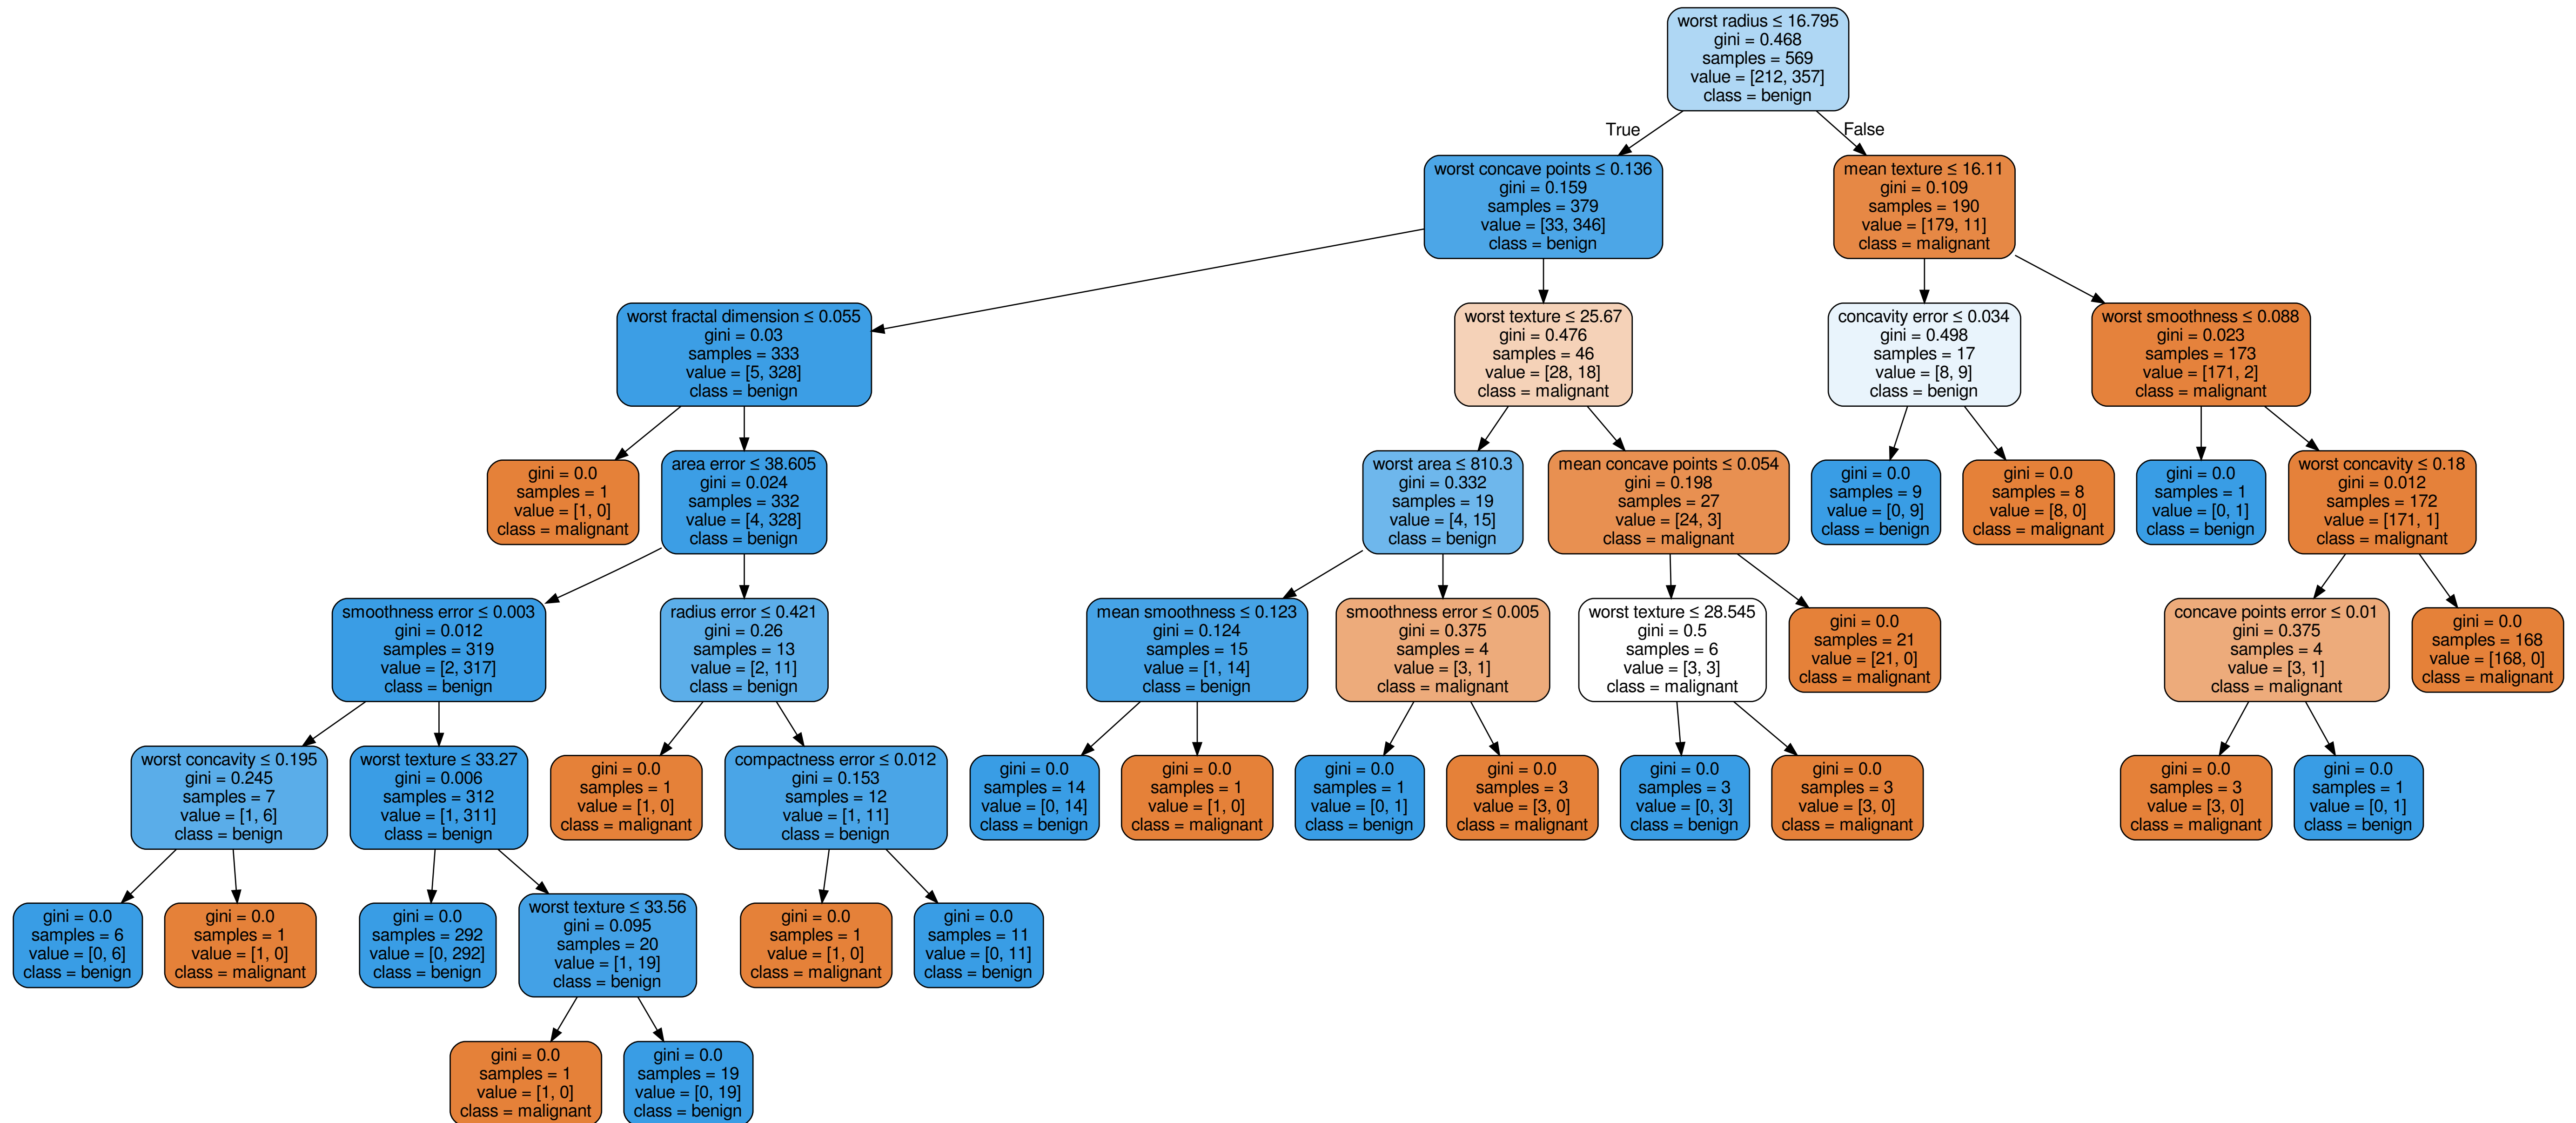 worst radius ≤ 16.795
gini = 0.468
samples = 569
value = [212, 357]
class = benign
True
False
worst concave points ≤ 0.136
gini = 0.159
samples = 379
value = [33, 346]
class = benign
mean texture ≤ 16.11
gini = 0.109
samples = 190
value = [179, 11]
class = malignant
worst fractal dimension ≤ 0.055
gini = 0.03
samples = 333
value = [5, 328]
class = benign
worst texture ≤ 25.67
gini = 0.476
samples = 46
value = [28, 18]
class = malignant
concavity error ≤ 0.034
gini = 0.498
samples = 17
value = [8, 9]
class = benign
worst smoothness ≤ 0.088
gini = 0.023
samples = 173
value = [171, 2]
class = malignant
gini = 0.0
samples = 1
value = [1, 0]
class = malignant
area error ≤ 38.605
gini = 0.024
samples = 332
value = [4, 328]
class = benign
worst area ≤ 810.3
gini = 0.332
samples = 19
value = [4, 15]
class = benign
mean concave points ≤ 0.054
gini = 0.198
samples = 27
value = [24, 3]
class = malignant
gini = 0.0
samples = 9
value = [0, 9]
class = benign
gini = 0.0
samples = 8
value = [8, 0]
class = malignant
gini = 0.0
samples = 1
value = [0, 1]
class = benign
worst concavity ≤ 0.18
gini = 0.012
samples = 172
value = [171, 1]
class = malignant
smoothness error ≤ 0.003
gini = 0.012
samples = 319
value = [2, 317]
class = benign
radius error ≤ 0.421
gini = 0.26
samples = 13
value = [2, 11]
class = benign
mean smoothness ≤ 0.123
gini = 0.124
samples = 15
value = [1, 14]
class = benign
smoothness error ≤ 0.005
gini = 0.375
samples = 4
value = [3, 1]
class = malignant
worst texture ≤ 28.545
gini = 0.5
samples = 6
value = [3, 3]
class = malignant
gini = 0.0
samples = 21
value = [21, 0]
class = malignant
concave points error ≤ 0.01
gini = 0.375
samples = 4
value = [3, 1]
class = malignant
gini = 0.0
samples = 168
value = [168, 0]
class = malignant
worst concavity ≤ 0.195
gini = 0.245
samples = 7
value = [1, 6]
class = benign
worst texture ≤ 33.27
gini = 0.006
samples = 312
value = [1, 311]
class = benign
gini = 0.0
samples = 1
value = [1, 0]
class = malignant
compactness error ≤ 0.012
gini = 0.153
samples = 12
value = [1, 11]
class = benign
gini = 0.0
samples = 14
value = [0, 14]
class = benign
gini = 0.0
samples = 1
value = [1, 0]
class = malignant
gini = 0.0
samples = 1
value = [0, 1]
class = benign
gini = 0.0
samples = 3
value = [3, 0]
class = malignant
gini = 0.0
samples = 3
value = [0, 3]
class = benign
gini = 0.0
samples = 3
value = [3, 0]
class = malignant
gini = 0.0
samples = 3
value = [3, 0]
class = malignant
gini = 0.0
samples = 1
value = [0, 1]
class = benign
gini = 0.0
samples = 6
value = [0, 6]
class = benign
gini = 0.0
samples = 1
value = [1, 0]
class = malignant
gini = 0.0
samples = 292
value = [0, 292]
class = benign
worst texture ≤ 33.56
gini = 0.095
samples = 20
value = [1, 19]
class = benign
gini = 0.0
samples = 1
value = [1, 0]
class = malignant
gini = 0.0
samples = 11
value = [0, 11]
class = benign
gini = 0.0
samples = 1
value = [1, 0]
class = malignant
gini = 0.0
samples = 19
value = [0, 19]
class = benign